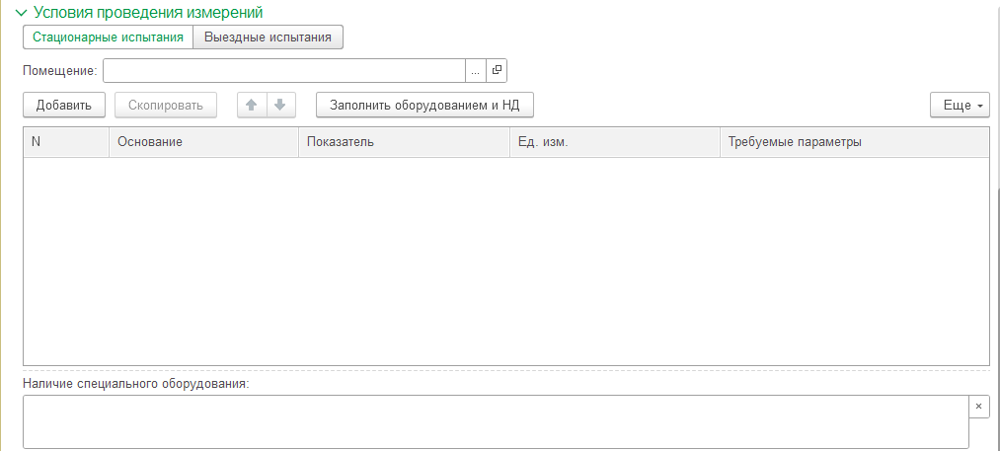 Условия проведения измерений
Стационарные испытания Выездные испытания
Помещение: ...
Добавить Скопировать Заполнить оборудованием и НД Еще
N Основание Показатель Ед. изм. Требуемые параметры
Наличие специального оборудования:
×